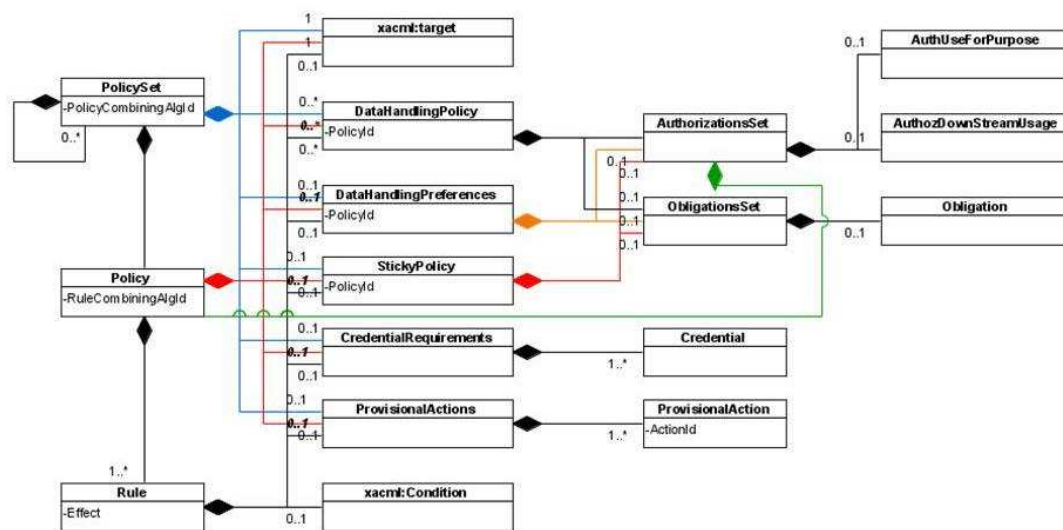 1
xacml:target
1
0..1
AuthUseForPurpose
0..1
PolicySet
-PolicyCombiningAlgId
0..*
0..*
DataHandlingPolicy
-PolicyId
0..*
0..*
AuthorizationsSet
0..1
AuthozDownStreamUsage
0..1
0..1
0..1
DataHandlingPreferences
-PolicyId
0..1
0..1
0..1
ObligationsSet
0..1
0..1
Obligation
0..1
Policy
-RuleCombiningAlgId
0..1
StickyPolicy
-PolicyId
0..1
0..1
0..1
CredentialRequirements
0..1
0..1
Credential
1..*
0..1
ProvisionalActions
0..1
0..1
ProvisionalAction
-ActionId
1..*
1..*
Rule
-Effect
xacml:Condition
0..1